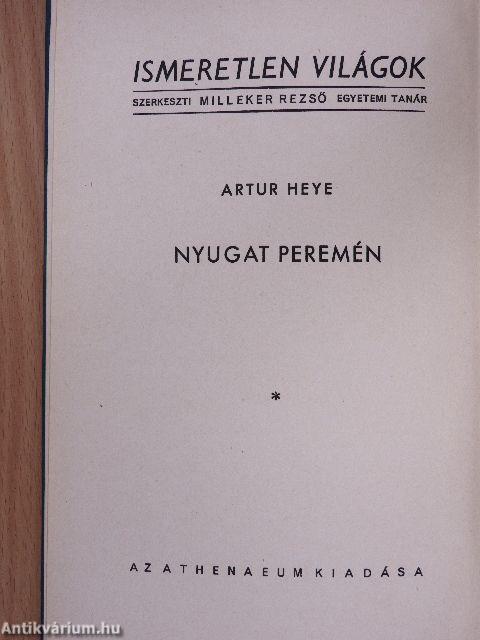 ISMERETLEN VILÁGOK
SZERKESZTI MILLEKER REZSŐ EGYETEMI TANÁR
ARTUR HEYE
NYUGAT PEREMÉN
*
AZ ATHENAEUM KIADÁSA
Antikvárium.hu